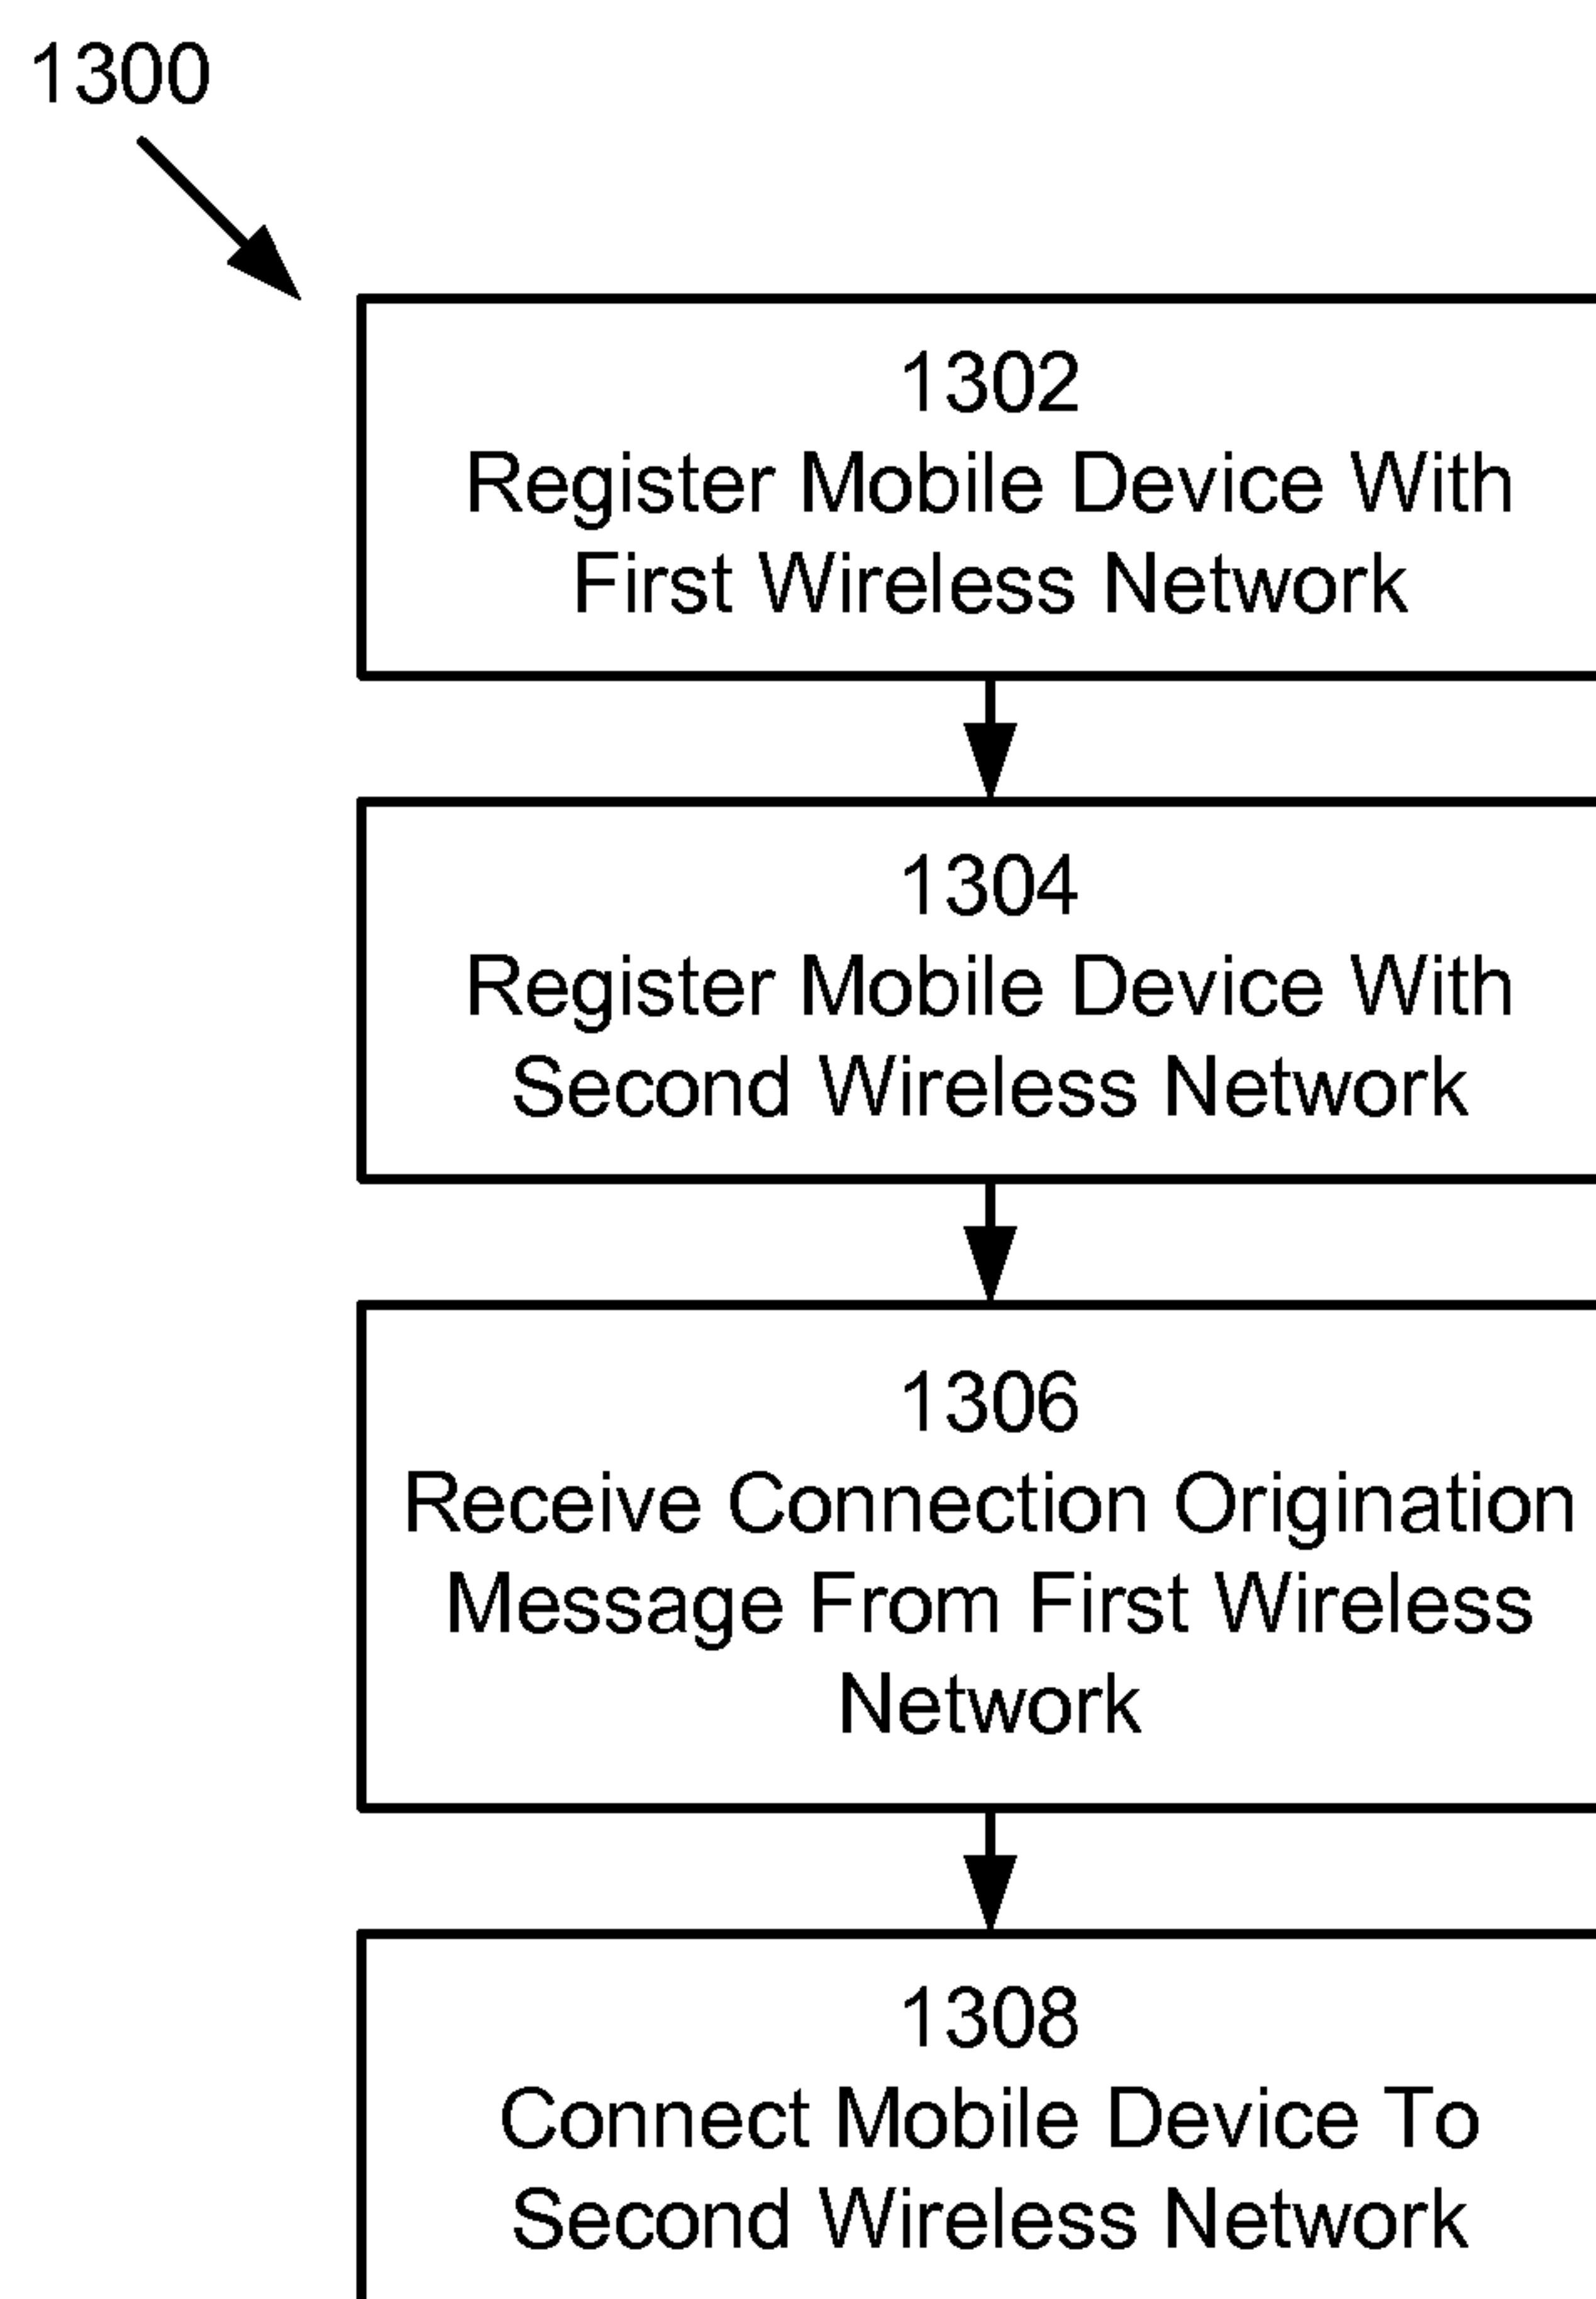 1300
1302
Register Mobile Device With
First Wireless Network
1304
Register Mobile Device With
Second Wireless Network
1306
Receive Connection Origination
Message From First Wireless
Network
1308
Connect Mobile Device To
Second Wireless Network